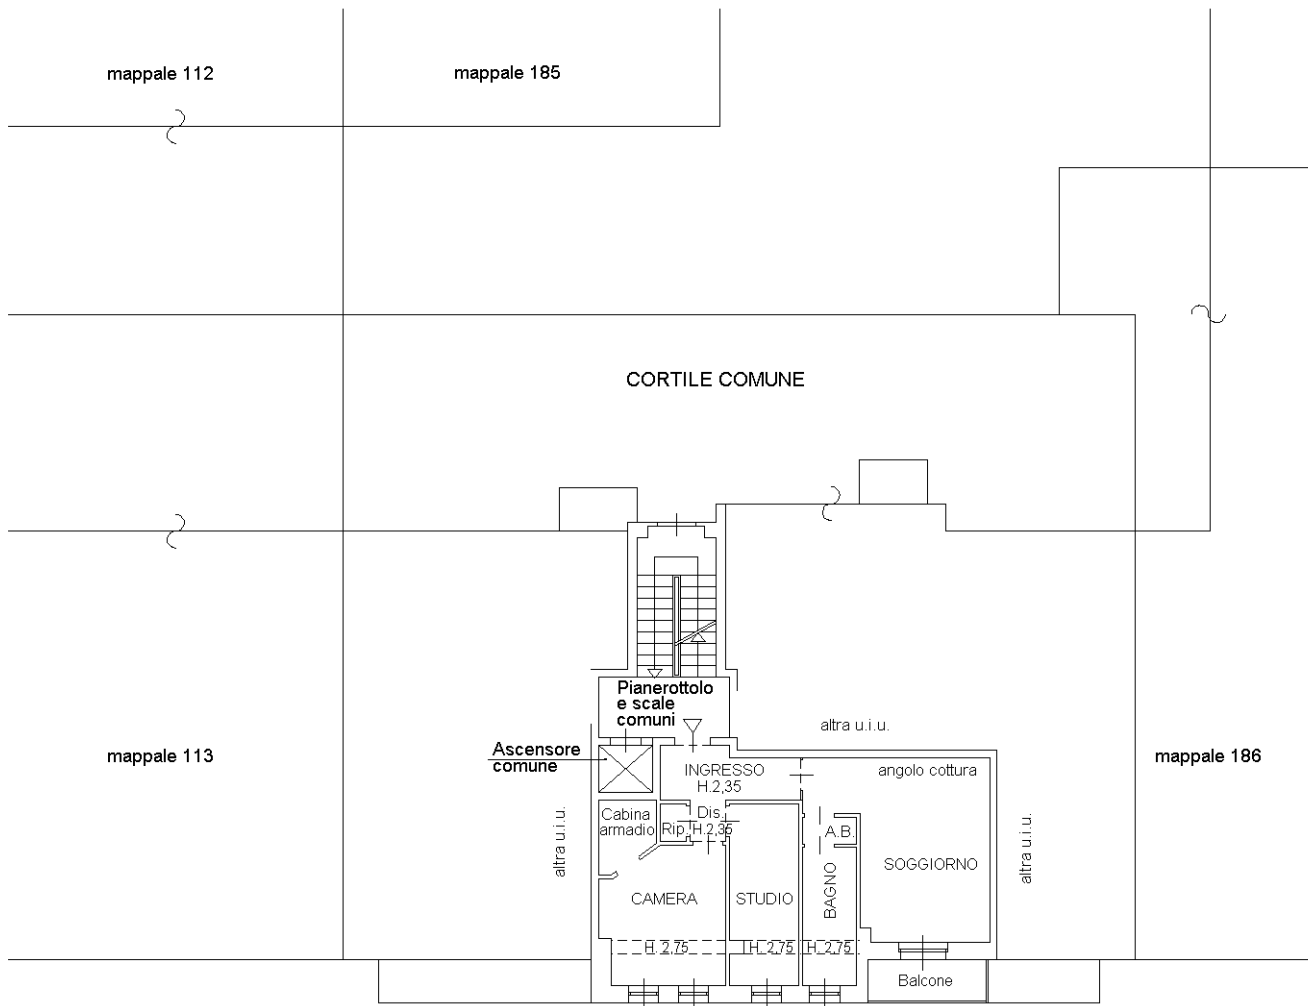 mappale 112
mappale 185
CORTILE COMUNE
Pianerottolo
e scale
comuni
altra u.i.u.
mappale 113
Ascensore
comune
mappale 186
INGRESSO
H.2,35
angolo cottura
Cabina
armadio
Rip.
Dis.
H.2,35
A.B.
altra u.i.u.
altra u.i.u.
SOGGIORNO
CAMERA
STUDIO
BAGNO
H. 2,75
H. 2,75
H. 2,75
Balcone